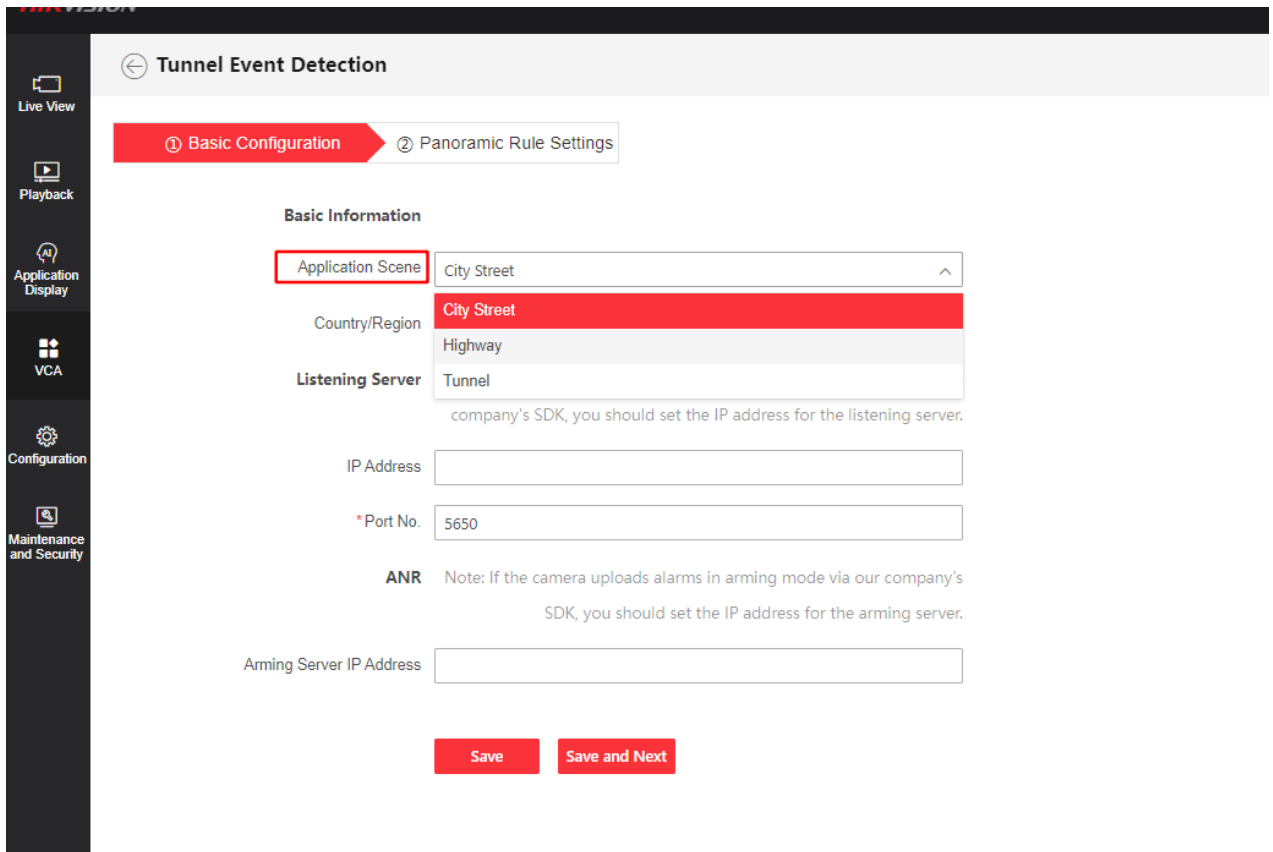 HIKVISION
Tunnel Event Detection
Live View
Playback
Application
Display
VCA
Configuration
Maintenance
and Security
① Basic Configuration
② Panoramic Rule Settings
Basic Information
Application Scene
City Street
City Street
Highway
Tunnel
Country/Region
Listening Server
company's SDK, you should set the IP address for the listening server.
IP Address
*Port No.
5650
ANR
Note: If the camera uploads alarms in arming mode via our company's
SDK, you should set the IP address for the arming server.
Arming Server IP Address
Save
Save and Next